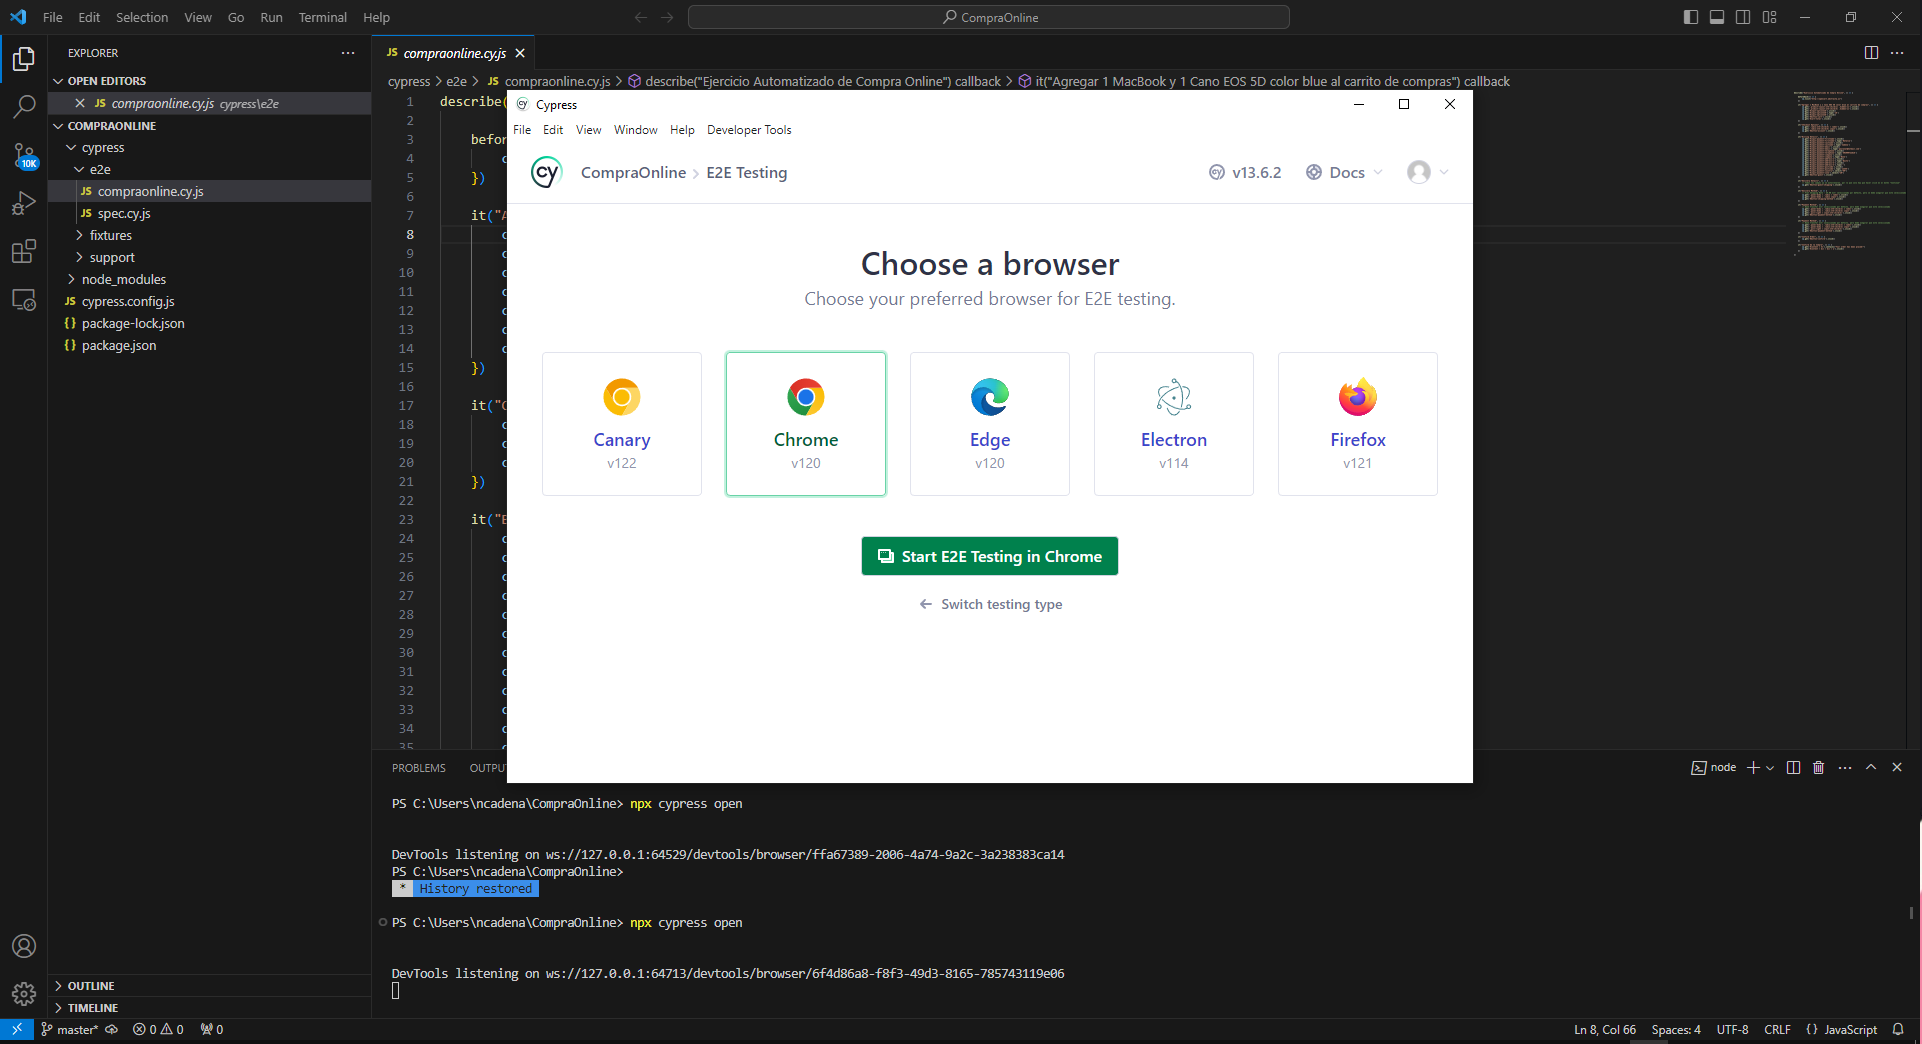 File Edit Selection View Go Run Terminal Help
CompraOnline
EXPLORER
OPEN EDITORS
JS compraonline.cy.js cypress\e2e
COMPRAONLINE
cypress
e2e
JS compraonline.cy.js
JS spec.cy.js
fixtures
support
node_modules
JS cypress.config.js
{} package-lock.json
{} package.json
OUTLINE
TIMELINE
10K
JS compraonline.cy.js
cypress > e2e > JS compraonline.cy.js > describe("Ejercicio Automatizado de Compra Online") callback > it("Agregar 1 MacBook y 1 Cano EOS 5D color blue al carrito de compras") callback
1 describe(
2
3 befor
4 c
5 })
6
7 it("A
8 c
9 c
10 c
11 c
12 c
13 c
14 c
15 })
16
17 it("C
18 c
19 c
20 c
21 })
22
23 it("E
24 c
25 c
26 c
27 c
28 c
29 c
30 c
31 c
32 c
33 c
34 c
35 c
Cypress
File Edit View Window Help Developer Tools
cy CompraOnline > E2E Testing
v13.6.2 Docs
Choose a browser
Choose your preferred browser for E2E testing.
Canary
v122
Chrome
v120
Edge
v120
Electron
v114
Firefox
v121
Start E2E Testing in Chrome
← Switch testing type
PROBLEMS OUTPU
node
PS C:\Users\ncadena\CompraOnline> npx cypress open
DevTools listening on ws://127.0.0.1:64529/devtools/browser/ffa67389-2006-4a74-9a2c-3a238383ca14
PS C:\Users\ncadena\CompraOnline>
* History restored
PS C:\Users\ncadena\CompraOnline> npx cypress open
DevTools listening on ws://127.0.0.1:64713/devtools/browser/6f4d86a8-f8f3-49d3-8165-785743119e06
master* 0 0 0
Ln 8, Col 66 Spaces: 4 UTF-8 CRLF {} JavaScript